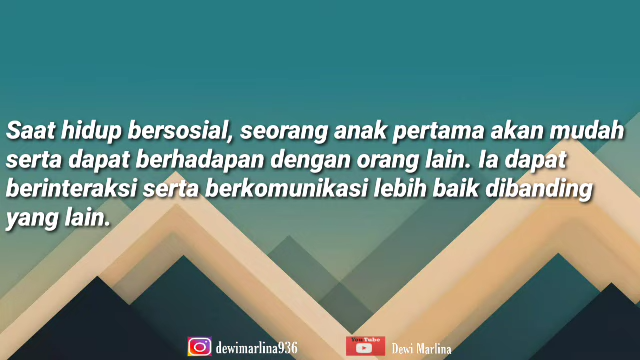 Saat hidup bersosial, seorang anak pertama akan mudah
serta dapat berhadapan dengan orang lain. Ia dapat
berinteraksi serta berkomunikasi lebih baik dibanding
yang lain.
dewimarlina936
YouTube
Dewi Marlina